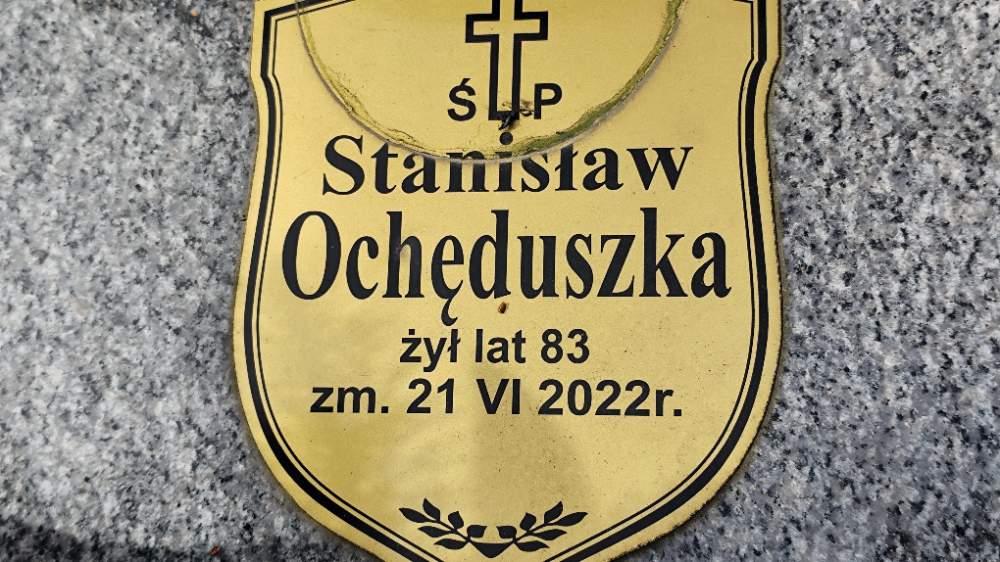 Ś P
Stanisław
Ochęduszka
żył lat 83
zm. 21 VI 2022r.